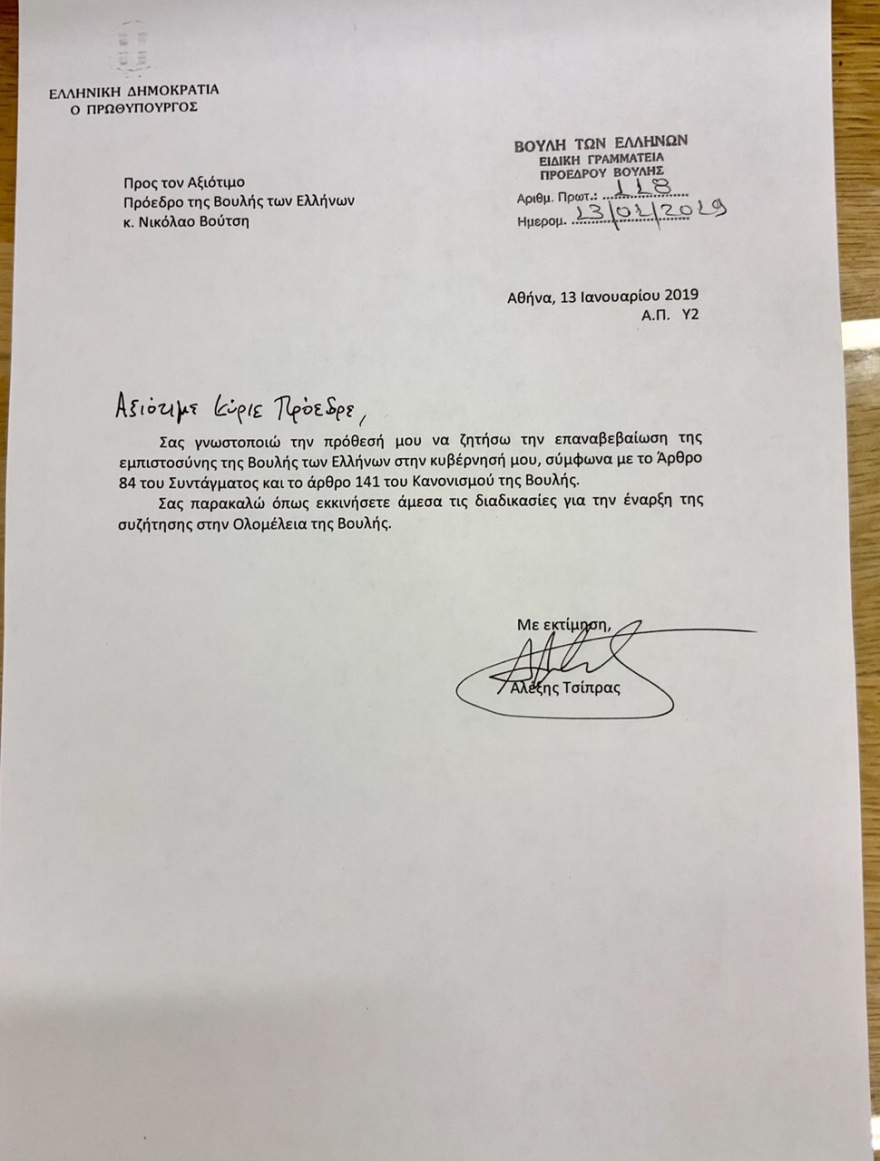 ΕΛΛΗΝΙΚΗ ΔΗΜΟΚΡΑΤΙΑ
Ο ΠΡΩΘΥΠΟΥΡΓΟΣ
ΒΟΥΛΗ ΤΩΝ ΕΛΛΗΝΩΝ
ΕΙΔΙΚΗ ΓΡΑΜΜΑΤΕΙΑ
ΠΡΟΕΔΡΟΥ ΒΟΥΛΗΣ
Αριθμ. Πρωτ.: 118
Ημερομ. 13/01/2019
Προς τον Αξιότιμο
Πρόεδρο της Βουλής των Ελλήνων
κ. Νικόλαο Βούτση
Αθήνα, 13 Ιανουαρίου 2019
Α.Π. Υ2
Αξιότιμε Κύριε Πρόεδρε,
Σας γνωστοποιώ την πρόθεσή μου να ζητήσω την επαναβεβαίωση της
εμπιστοσύνης της Βουλής των Ελλήνων στην κυβέρνησή μου, σύμφωνα με το Άρθρο
84 του Συντάγματος και το άρθρο 141 του Κανονισμού της Βουλής.
Σας παρακαλώ όπως εκκινήσετε άμεσα τις διαδικασίες για την έναρξη της
συζήτησης στην Ολομέλεια της Βουλής.
Με εκτίμηση,
Αλέξης Τσίπρας